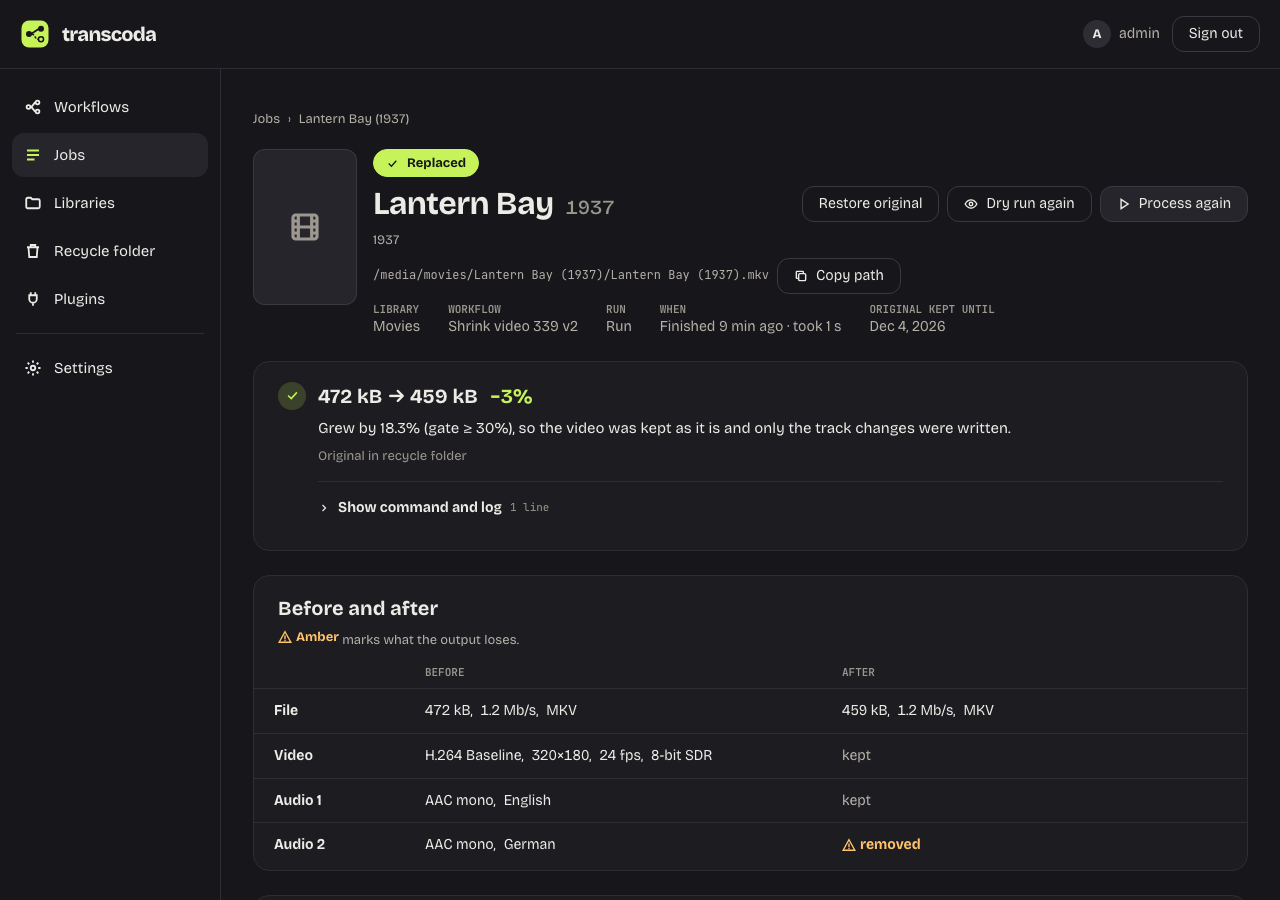 transcoda
A admin Sign out
Workflows
Jobs
Libraries
Recycle folder
Plugins
Settings
Jobs › Lantern Bay (1937)
Replaced
Lantern Bay 1937
Restore original Dry run again Process again
1937
/media/movies/Lantern Bay (1937)/Lantern Bay (1937).mkv Copy path
LIBRARY WORKFLOW RUN WHEN ORIGINAL KEPT UNTIL
Movies Shrink video 339 v2 Run Finished 9 min ago · took 1 s Dec 4, 2026
472 kB → 459 kB −3%
Grew by 18.3% (gate ≥ 30%), so the video was kept as it is and only the track changes were written.
Original in recycle folder
› Show command and log 1 line
Before and after
Amber marks what the output loses.
BEFORE AFTER
File 472 kB, 1.2 Mb/s, MKV 459 kB, 1.2 Mb/s, MKV
Video H.264 Baseline, 320×180, 24 fps, 8-bit SDR kept
Audio 1 AAC mono, English kept
Audio 2 AAC mono, German removed